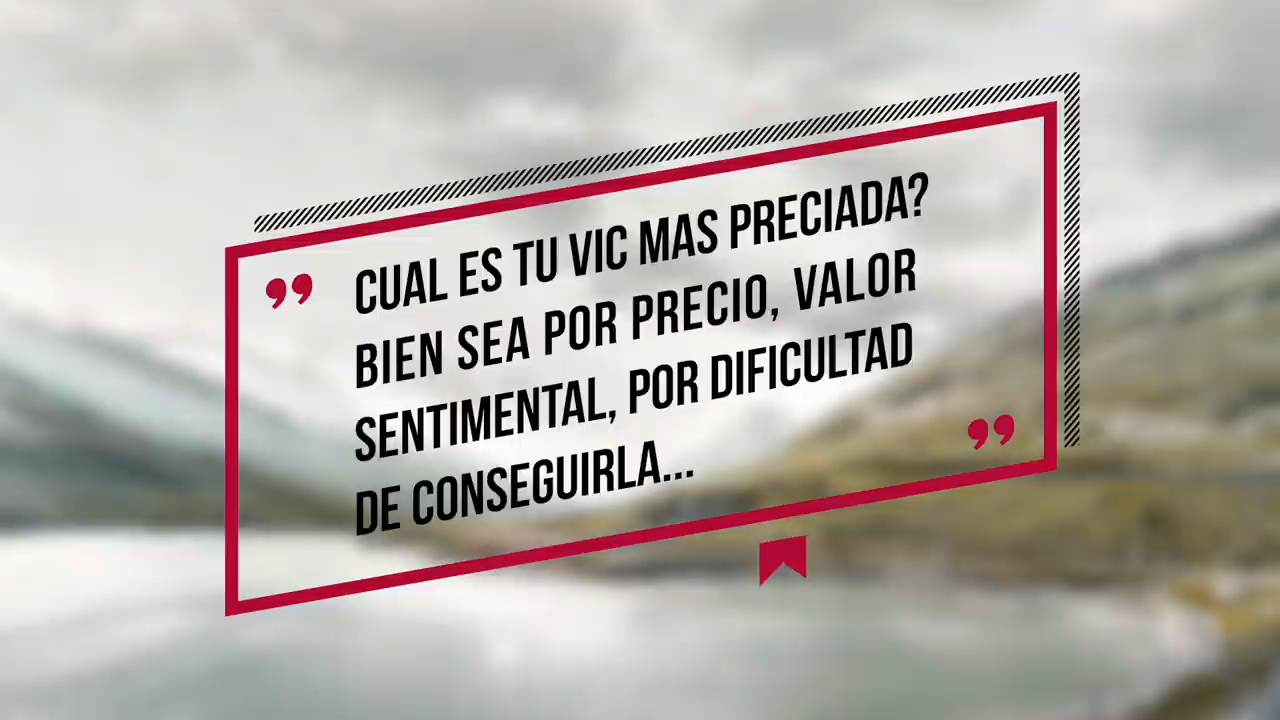 CUAL ES TU VIC MAS PRECIADA?
BIEN SEA POR PRECIO, VALOR
SENTIMENTAL, POR DIFICULTAD
DE CONSEGUIRLA...